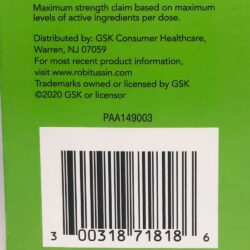 Maximum strength claim based on maximum
levels of active ingredients per dose.
Distributed by: GSK Consumer Healthcare,
Warren, NJ 07059
For most recent product information,
visit www.robitussin.com
Trademarks owned or licensed by GSK
©2020 GSK or licensor
PAA149003
3 00318 71818 6